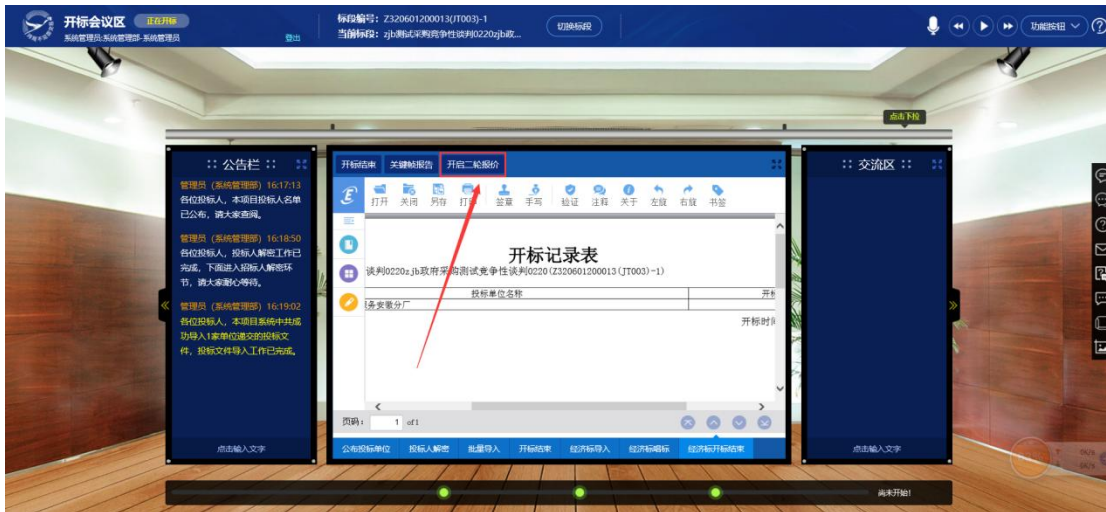 开标会议区 正在开标
系统管理员:系统管理部-系统管理员 登出
标段编号: Z320601200013(JT003)-1
当前标段: zjb测试采购竞争性谈判0220zjb政...
切换标段
功能按钮
点击下拉
:: 公告栏 ::
管理员 (系统管理部) 16:17:13
各位投标人, 本项目投标人名单
已公布, 请大家查阅。
管理员 (系统管理部) 16:18:50
各位投标人, 投标人解密工作已
完成, 下面进入招标人解密环
节, 请大家耐心等待。
管理员 (系统管理部) 16:19:02
各位投标人, 本项目系统中共成
功导入1家单位递交的投标文
件, 投标文件导入工作已完成。
点击输入文字
开标结束 关键帧报告 开启二轮报价
打开 关闭 另存 打印 签章 手写 验证 注释 关于 左旋 右旋 书签
开标记录表
谈判0220zjb政府采购测试竞争性谈判0220(Z320601200013(JT003)-1)
投标单位名称 开标
务安徽分厂
开标时间
页码: 1 of1
公布投标单位 投标人解密 批量导入 开标结束 经济标导入 经济标唱标 经济标开标结束
:: 交流区 ::
点击输入文字
尚未开始!